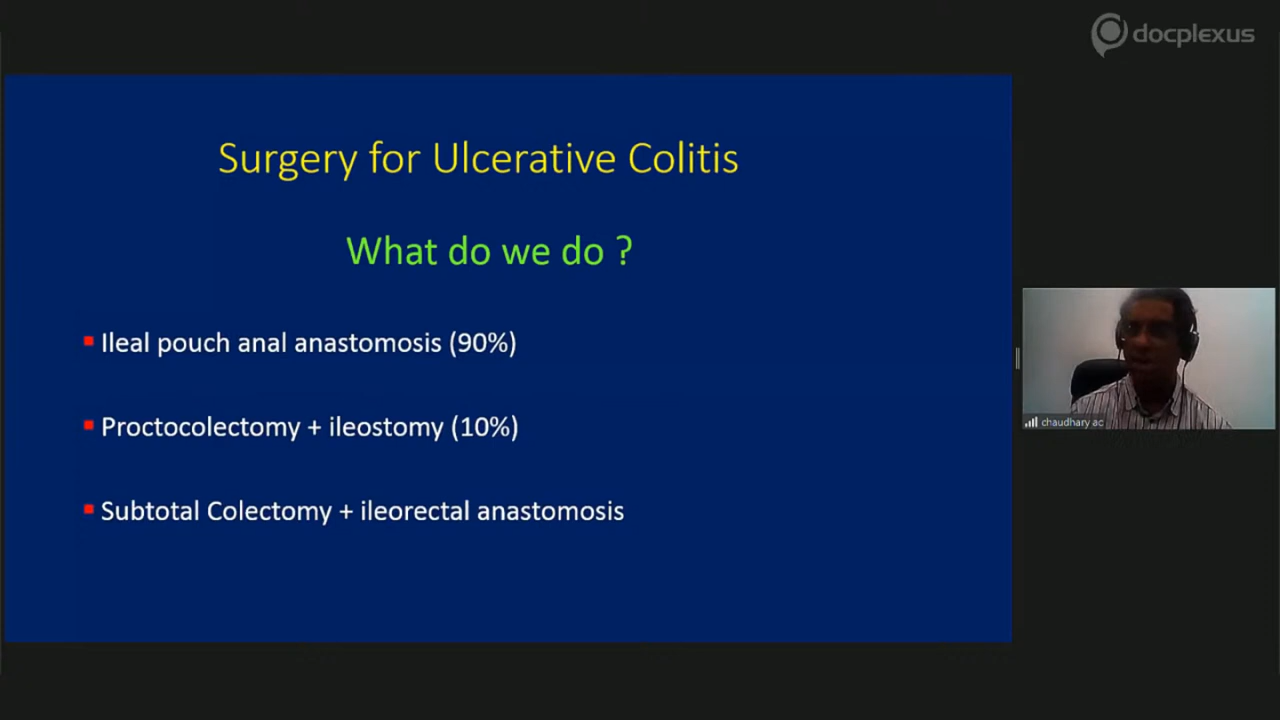 docplexus
Surgery for Ulcerative Colitis
What do we do ?
Ileal pouch anal anastomosis (90%)
Proctocolectomy + ileostomy (10%)
Subtotal Colectomy + ileorectal anastomosis
chaudhary ac